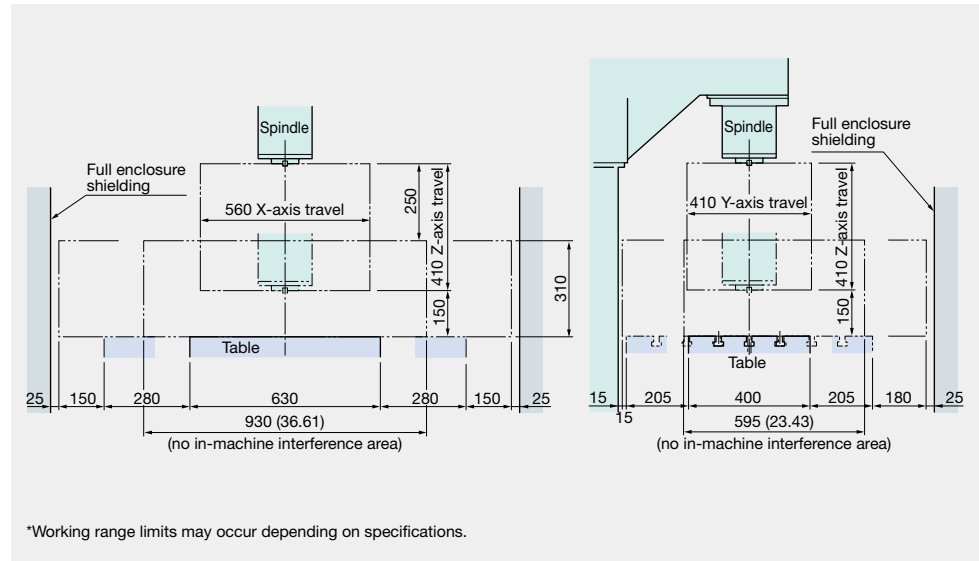 Spindle
Full enclosure
shielding
560 X-axis travel
250
410 Z-axis travel
150
310
Table
25
150
280
630
280
150
25
930 (36.61)
(no in-machine interference area)
Spindle
Full enclosure
shielding
410 Y-axis travel
410 Z-axis travel
150
Table
15
15
205
400
205
180
25
595 (23.43)
(no in-machine interference area)
*Working range limits may occur depending on specifications.